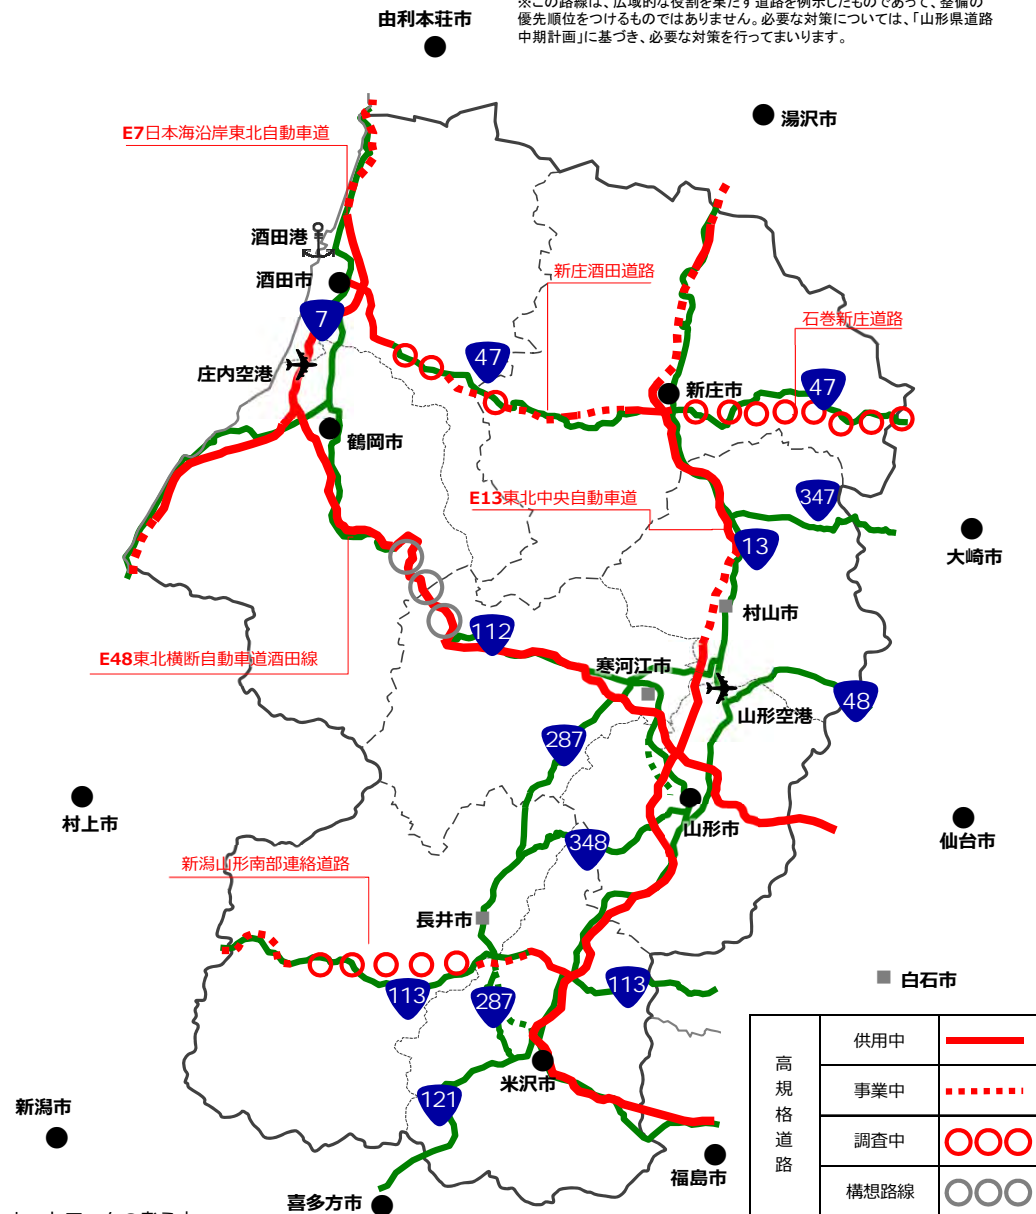 ※この路線は、広域的な役割を果たす道路を例示したものであって、整備の
優先順位をつけるものではありません。必要な対策については、「山形県道路
中期計画」に基づき、必要な対策を行ってまいります。
由利本荘市
湯沢市
E7日本海沿岸東北自動車道
酒田港
酒田市
新庄酒田道路
石巻新庄道路
7
47
47
庄内空港
新庄市
鶴岡市
E13東北中央自動車道
347
13
大崎市
村山市
112
E48東北横断自動車道酒田線
寒河江市
48
山形空港
287
村上市
山形市
仙台市
348
新潟山形南部連絡道路
長井市
白石市
113
287
113
米沢市
121
新潟市
福島市
喜多方市
高規格道路
供用中
事業中
調査中
構想路線